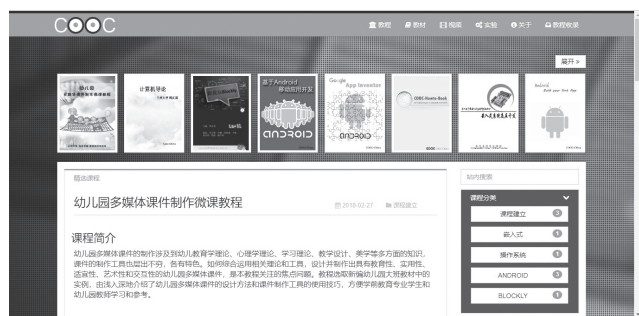 COOC
教程 教材 视频 实验 关于 教程收录
展开 »
幼儿园
计算机导论
基于Android
移动应用开发
Google
App Inventor
COOC-Howto-Book
Android
ANDROID
ANDROID
精选课程
站内搜索
幼儿园多媒体课件制作微课教程
2016-02-27 课程建立
课程分类
课程建立 3
嵌入式 1
操作系统 1
ANDROID 3
BLOCKLY 1
课程简介
幼儿园多媒体课件的制作涉及到幼儿教育学理论、心理学理论、学习理论、教学设计、美学等多方面的知识，
课件的制作工具也层出不穷，各有特色。如何综合运用相关理论和工具，设计并制作出具有教育性、实用性、
适宜性、艺术性和交互性的幼儿园多媒体课件，是本教程关注的焦点问题。教程选取新编幼儿园大班教材中的
实例，由浅入深地介绍了幼儿园多媒体课件的设计方法和课件制作工具的使用技巧，方便学前教育专业学生和
幼儿园教师学习和参考。